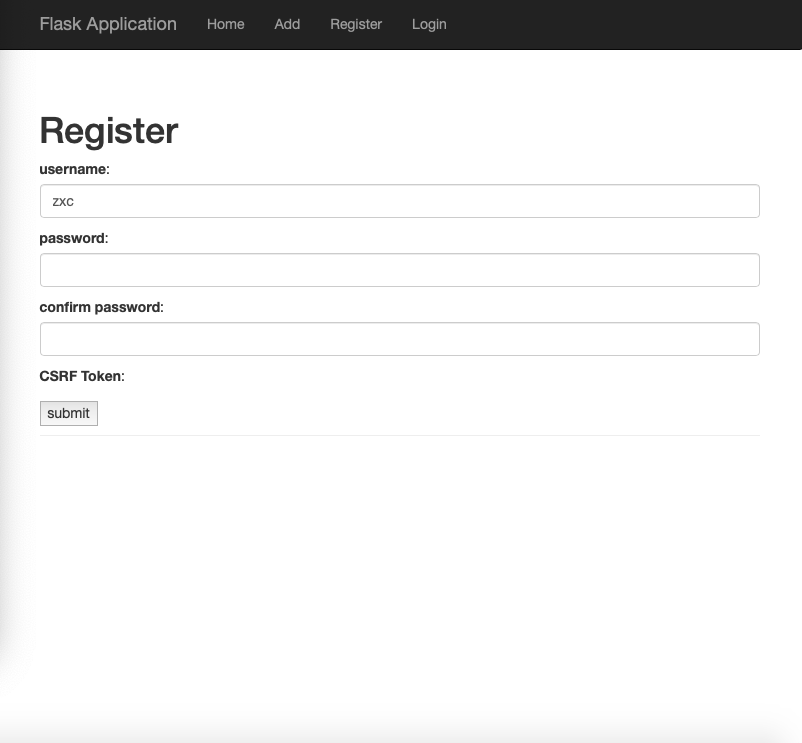 Flask Application Home Add Register Login
Register
username:
zxc
password:
confirm password:
CSRF Token:
submit